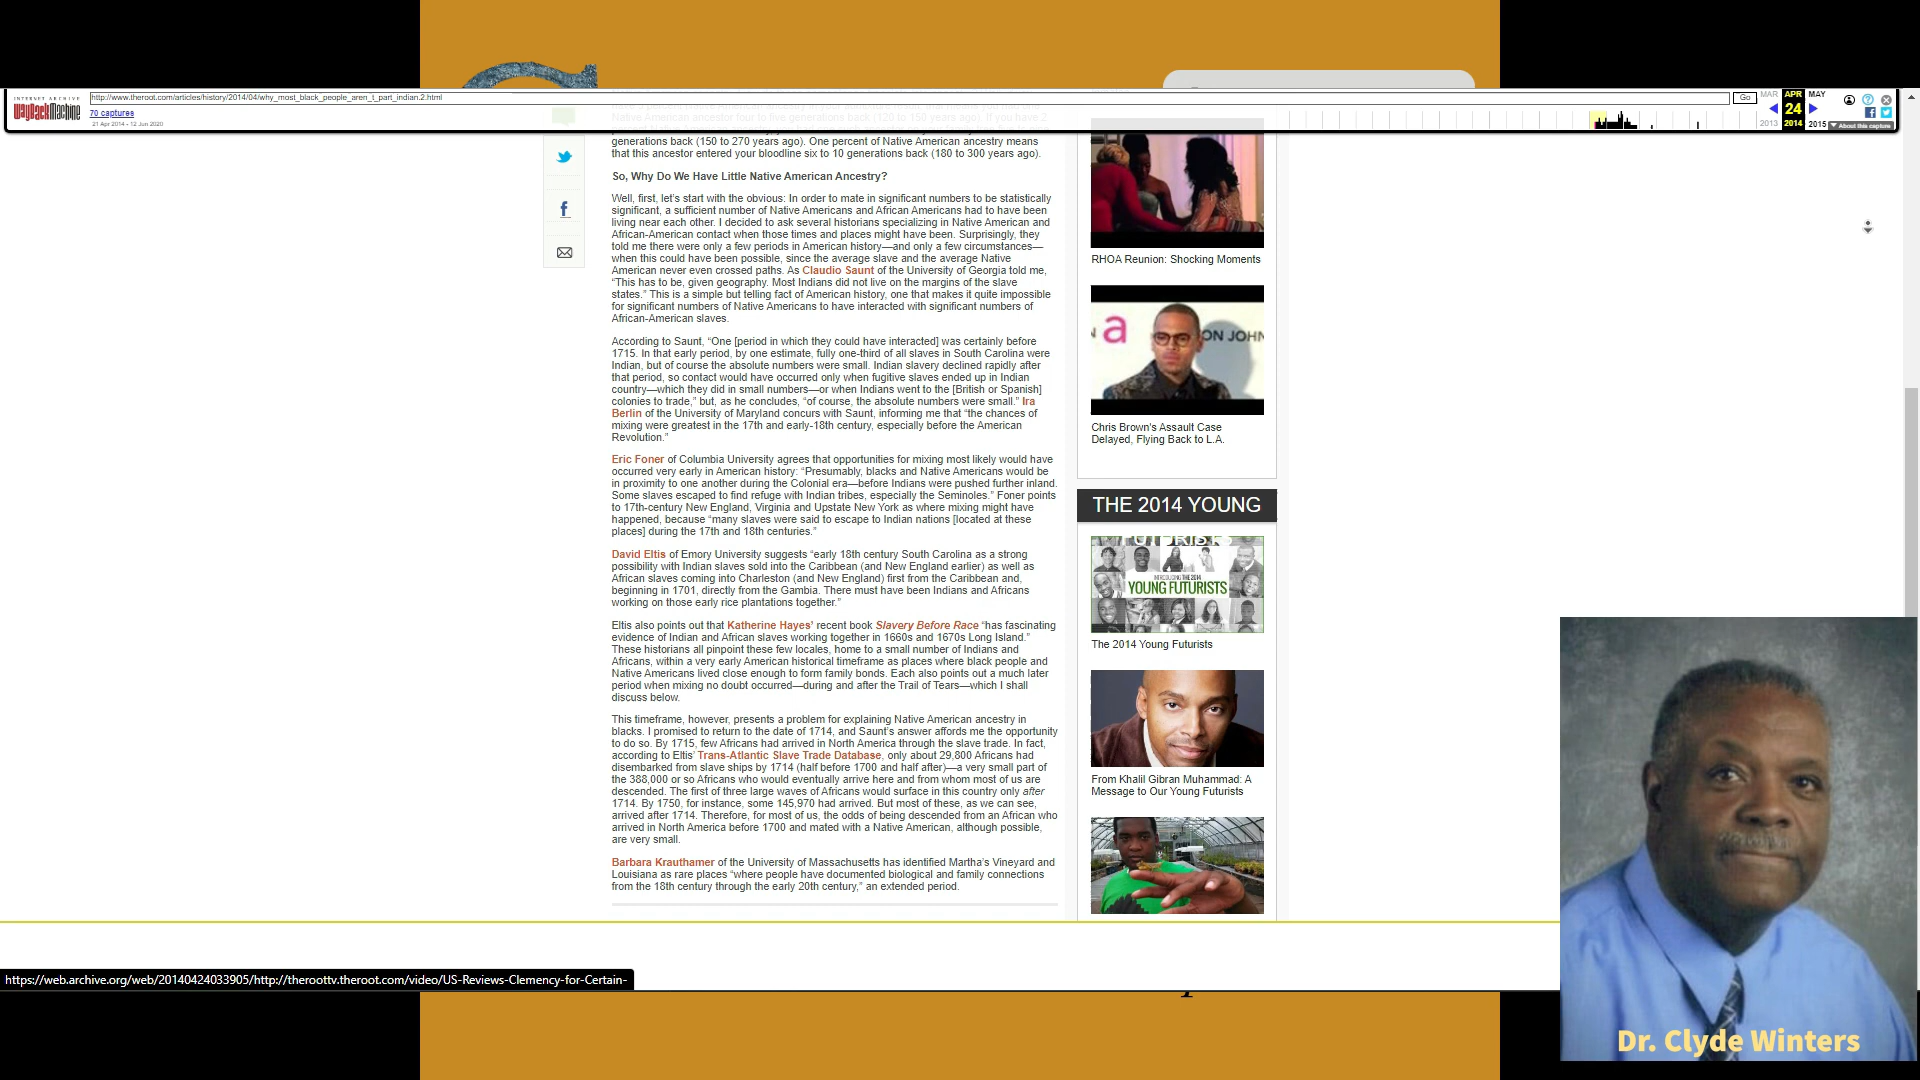 INTERNET ARCHIVE
WayBackMachine
http://www.theroot.com/articles/history/2014/04/why_most_black_people_aren_t_part_indian.2.html
Go
MAR
APR
MAY
70 captures
21 Apr 2014 - 12 Jun 2020
24
2013
2014
2015
About this capture
Native American ancestor four to five generations back (120 to 150 years ago). If you have 2
generations back (150 to 270 years ago). One percent of Native American ancestry means
that this ancestor entered your bloodline six to 10 generations back (180 to 300 years ago).
So, Why Do We Have Little Native American Ancestry?
Well, first, let's start with the obvious: In order to mate in significant numbers to be statistically
significant, a sufficient number of Native Americans and African Americans had to have been
living near each other. I decided to ask several historians specializing in Native American and
African-American contact when those times and places might have been. Surprisingly, they
told me there were only a few periods in American history—and only a few circumstances—
when this could have been possible, since the average slave and the average Native
American never even crossed paths. As Claudio Saunt of the University of Georgia told me,
“This has to be, given geography. Most Indians did not live on the margins of the slave
states.” This is a simple but telling fact of American history, one that makes it quite impossible
for significant numbers of Native Americans to have interacted with significant numbers of
African-American slaves.
According to Saunt, “One [period in which they could have interacted] was certainly before
1715. In that early period, by one estimate, fully one-third of all slaves in South Carolina were
Indian, but of course the absolute numbers were small. Indian slavery declined rapidly after
that period, so contact would have occurred only when fugitive slaves ended up in Indian
country—which they did in small numbers—or when Indians went to the [British or Spanish]
colonies to trade,” but, as he concludes, “of course, the absolute numbers were small.” Ira
Berlin of the University of Maryland concurs with Saunt, informing me that “the chances of
mixing were greatest in the 17th and early-18th century, especially before the American
Revolution.”
Eric Foner of Columbia University agrees that opportunities for mixing most likely would have
occurred very early in American history: “Presumably, blacks and Native Americans would be
in proximity to one another during the Colonial era—before Indians were pushed further inland.
Some slaves escaped to find refuge with Indian tribes, especially the Seminoles.” Foner points
to 17th-century New England, Virginia and Upstate New York as where mixing might have
happened, because “many slaves were said to escape to Indian nations [located at these
places] during the 17th and 18th centuries.”
David Eltis of Emory University suggests “early 18th century South Carolina as a strong
possibility with Indian slaves sold into the Caribbean (and New England earlier) as well as
African slaves coming into Charleston (and New England) first from the Caribbean and,
beginning in 1701, directly from the Gambia. There must have been Indians and Africans
working on those early rice plantations together.”
Eltis also points out that Katherine Hayes' recent book Slavery Before Race “has fascinating
evidence of Indian and African slaves working together in 1660s and 1670s Long Island.”
These historians all pinpoint these few locales, home to a small number of Indians and
Africans, within a very early American historical timeframe as places where black people and
Native Americans lived close enough to form family bonds. Each also points out a much later
period when mixing no doubt occurred—during and after the Trail of Tears—which I shall
discuss below.
This timeframe, however, presents a problem for explaining Native American ancestry in
blacks. I promised to return to the date of 1714, and Saunt's answer affords me the opportunity
to do so. By 1715, few Africans had arrived in North America through the slave trade. In fact,
according to Eltis' Trans-Atlantic Slave Trade Database, only about 29,800 Africans had
disembarked from slave ships by 1714 (half before 1700 and half after)—a very small part of
the 388,000 or so Africans who would eventually arrive here and from whom most of us are
descended. The first of three large waves of Africans would surface in this country only after
1714. By 1750, for instance, some 145,970 had arrived. But most of these, as we can see,
arrived after 1714. Therefore, for most of us, the odds of being descended from an African who
arrived in North America before 1700 and mated with a Native American, although possible,
are very small.
Barbara Krauthamer of the University of Massachusetts has identified Martha's Vineyard and
Louisiana as rare places “where people have documented biological and family connections
from the 18th century through the early 20th century,” an extended period.
RHOA Reunion: Shocking Moments
a
ON JOHN
Chris Brown's Assault Case
Delayed, Flying Back to L.A.
THE 2014 YOUNG
FUTURISTS
INTRODUCING THE 2014
YOUNG FUTURISTS
The 2014 Young Futurists
From Khalil Gibran Muhammad: A
Message to Our Young Futurists
https://web.archive.org/web/20140424033905/http://theroottv.theroot.com/video/US-Reviews-Clemency-for-Certain-
Dr. Clyde Winters